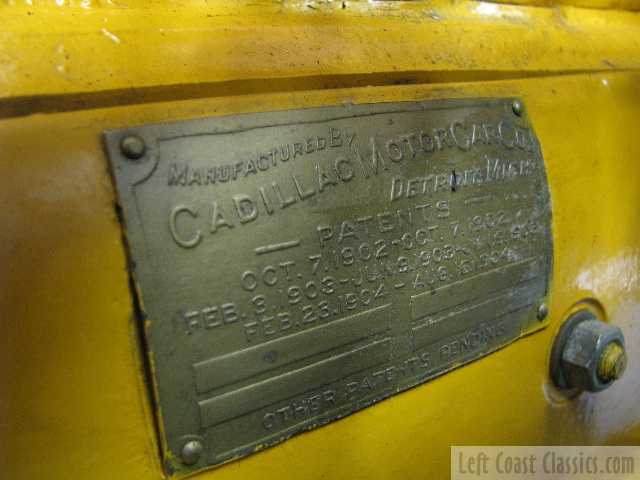 MANUFACTURED BY
CADILLAC MOTOR CAR CO.
DETROIT, MICH.
— PATENTS —
OCT. 7. 1902 - OCT. 7. 1902
FEB. 3. 1903 - JUN. 9. 1903 -
FEB. 23. 1904 - AUG. 16. 1904
OTHER PATENTS PENDING
Left Coast Classics.com